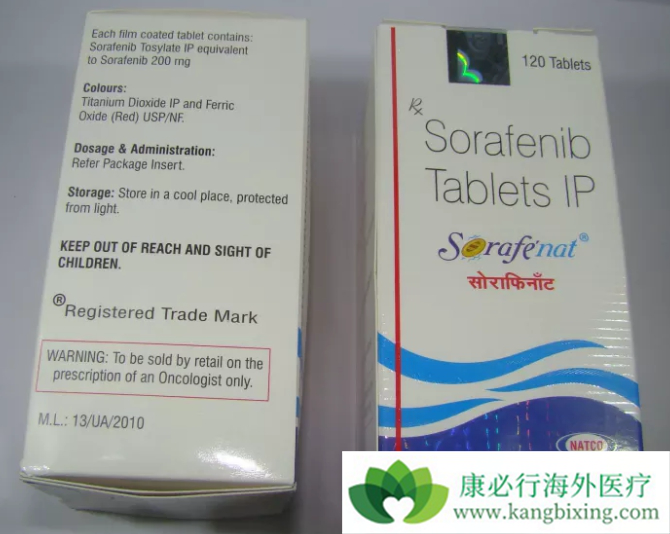 Each film coated tablet contains:
Sorafenib Tosylate IP equivalent
to Sorafenib 200 mg
Colours:
Titanium Dioxide IP and Ferric
Oxide (Red) USP/NF.
Dosage & Administration:
Refer Package Insert.
Storage: Store in a cool place, protected
from light.
KEEP OUT OF REACH AND SIGHT OF
CHILDREN.
®Registered Trade Mark
WARNING: To be sold by retail on the
prescription of an Oncologist only.
M.L.: 13/UA/2010
120 Tablets
Rx
Sorafenib
Tablets IP
Sorafénat®
सोराफिनाँट
NATCO
康必行海外医疗
www.kangbixing.com